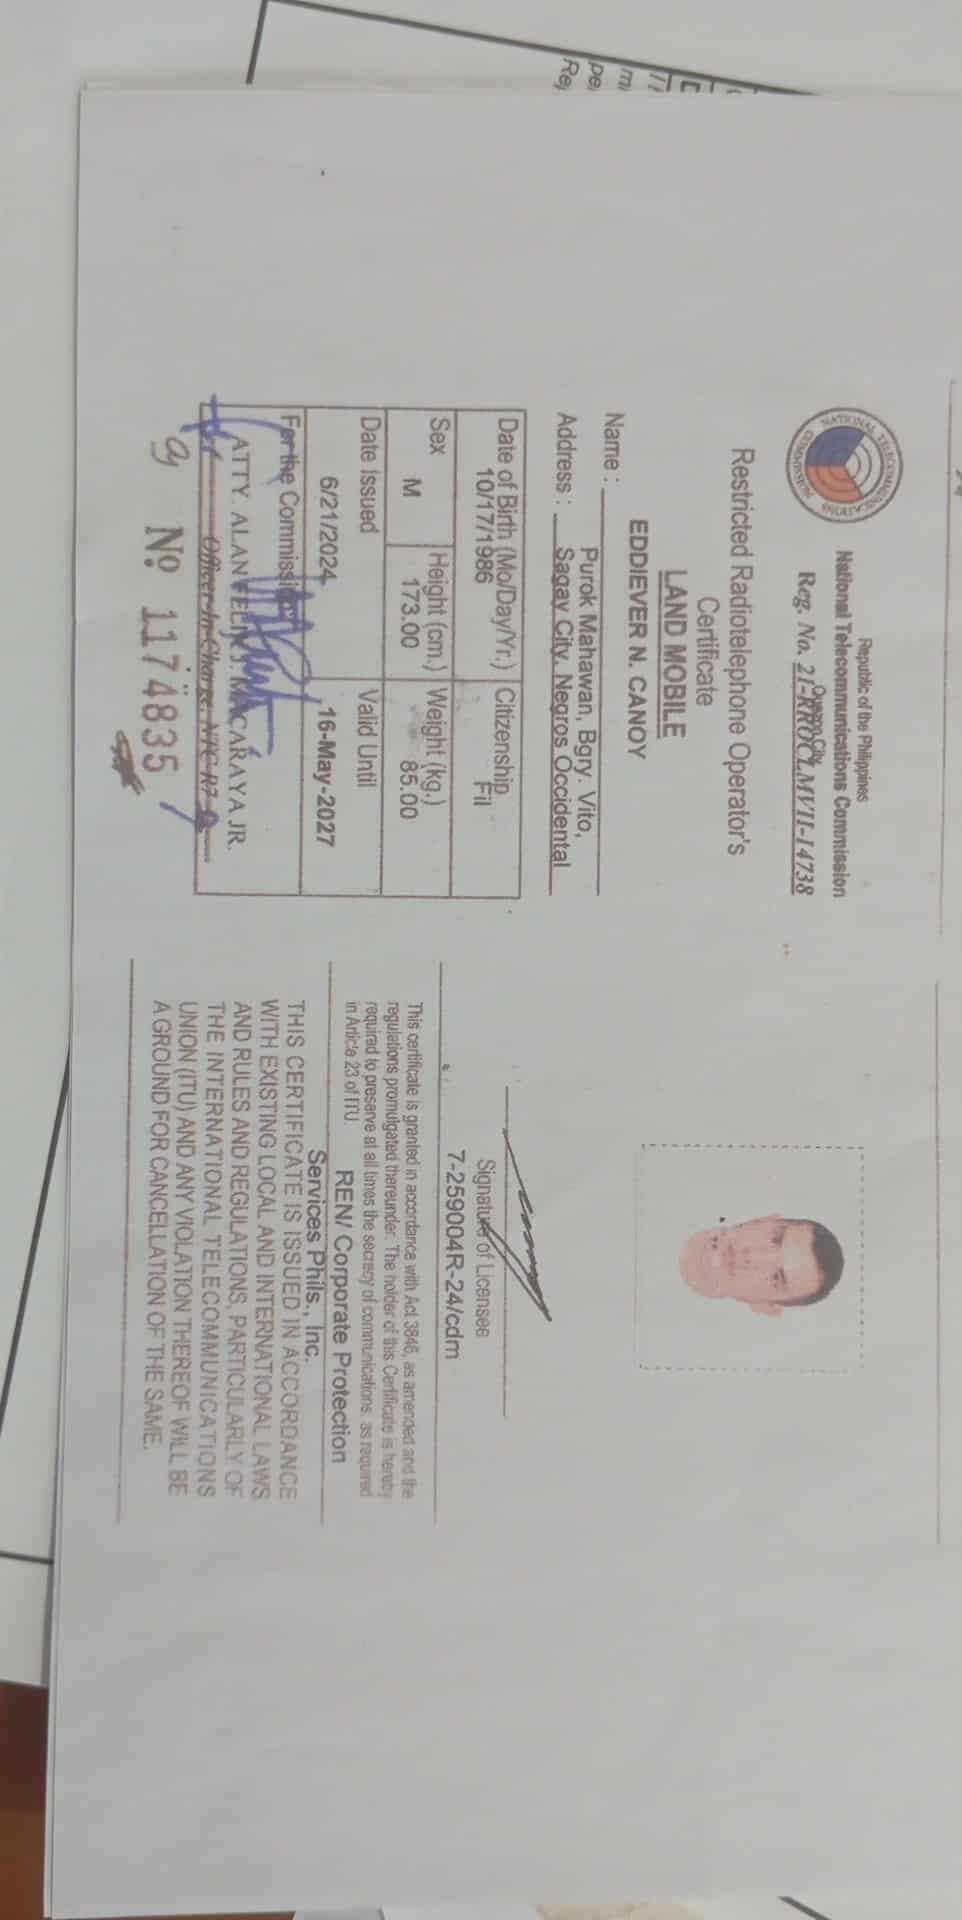 Republic of the Philippines
National Telecommunications Commission
Quezon City
Reg. No. 21-RROCLMVII-14738
NATIONAL TELECOMMUNICATIONS COMMISSION
Restricted Radiotelephone Operator's
Certificate
LAND MOBILE
EDDIEVER N. CANOY
Name :
Purok Mahawan, Bgry. Vito,
Address : Sagay City, Negros Occidental
Date of Birth (Mo/Day/Yr.) Citizenship
10/17/1986 Fil
Sex Height (cm.) Weight (kg.)
M 173.00 85.00
Date Issued Valid Until
6/21/2024 16-May-2027
For the Commission
ATTY. ALAN FELIX J. MACARAYA JR.
Officer-In-Charge, NTC-R7
No 1174835
Signature of Licensee
7-259004R-24/cdm
This certificate is granted in accordance with Act 3846, as amended and the
regulations promulgated thereunder. The holder of this Certificate is hereby
required to preserve at all times the secrecy of communications, as required
in Article 23 of ITU.
REN/ Corporate Protection
Services Phils., Inc.
THIS CERTIFICATE IS ISSUED IN ACCORDANCE
WITH EXISTING LOCAL AND INTERNATIONAL LAWS
AND RULES AND REGULATIONS, PARTICULARLY OF
THE INTERNATIONAL TELECOMMUNICATIONS
UNION (ITU) AND ANY VIOLATION THEREOF WILL BE
A GROUND FOR CANCELLATION OF THE SAME.